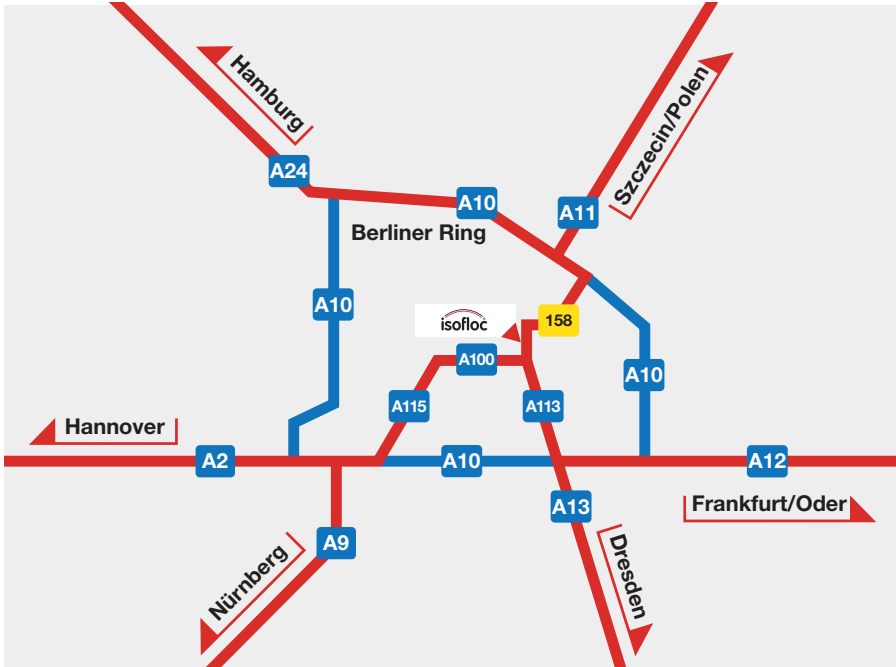 Hamburg
Szczecin/Polen
A24
A10
A11
Berliner Ring
A10
isofloc
158
A100
A10
A115
A113
Hannover
A2
A10
A12
Frankfurt/Oder
A13
A9
Nürnberg
Dresden